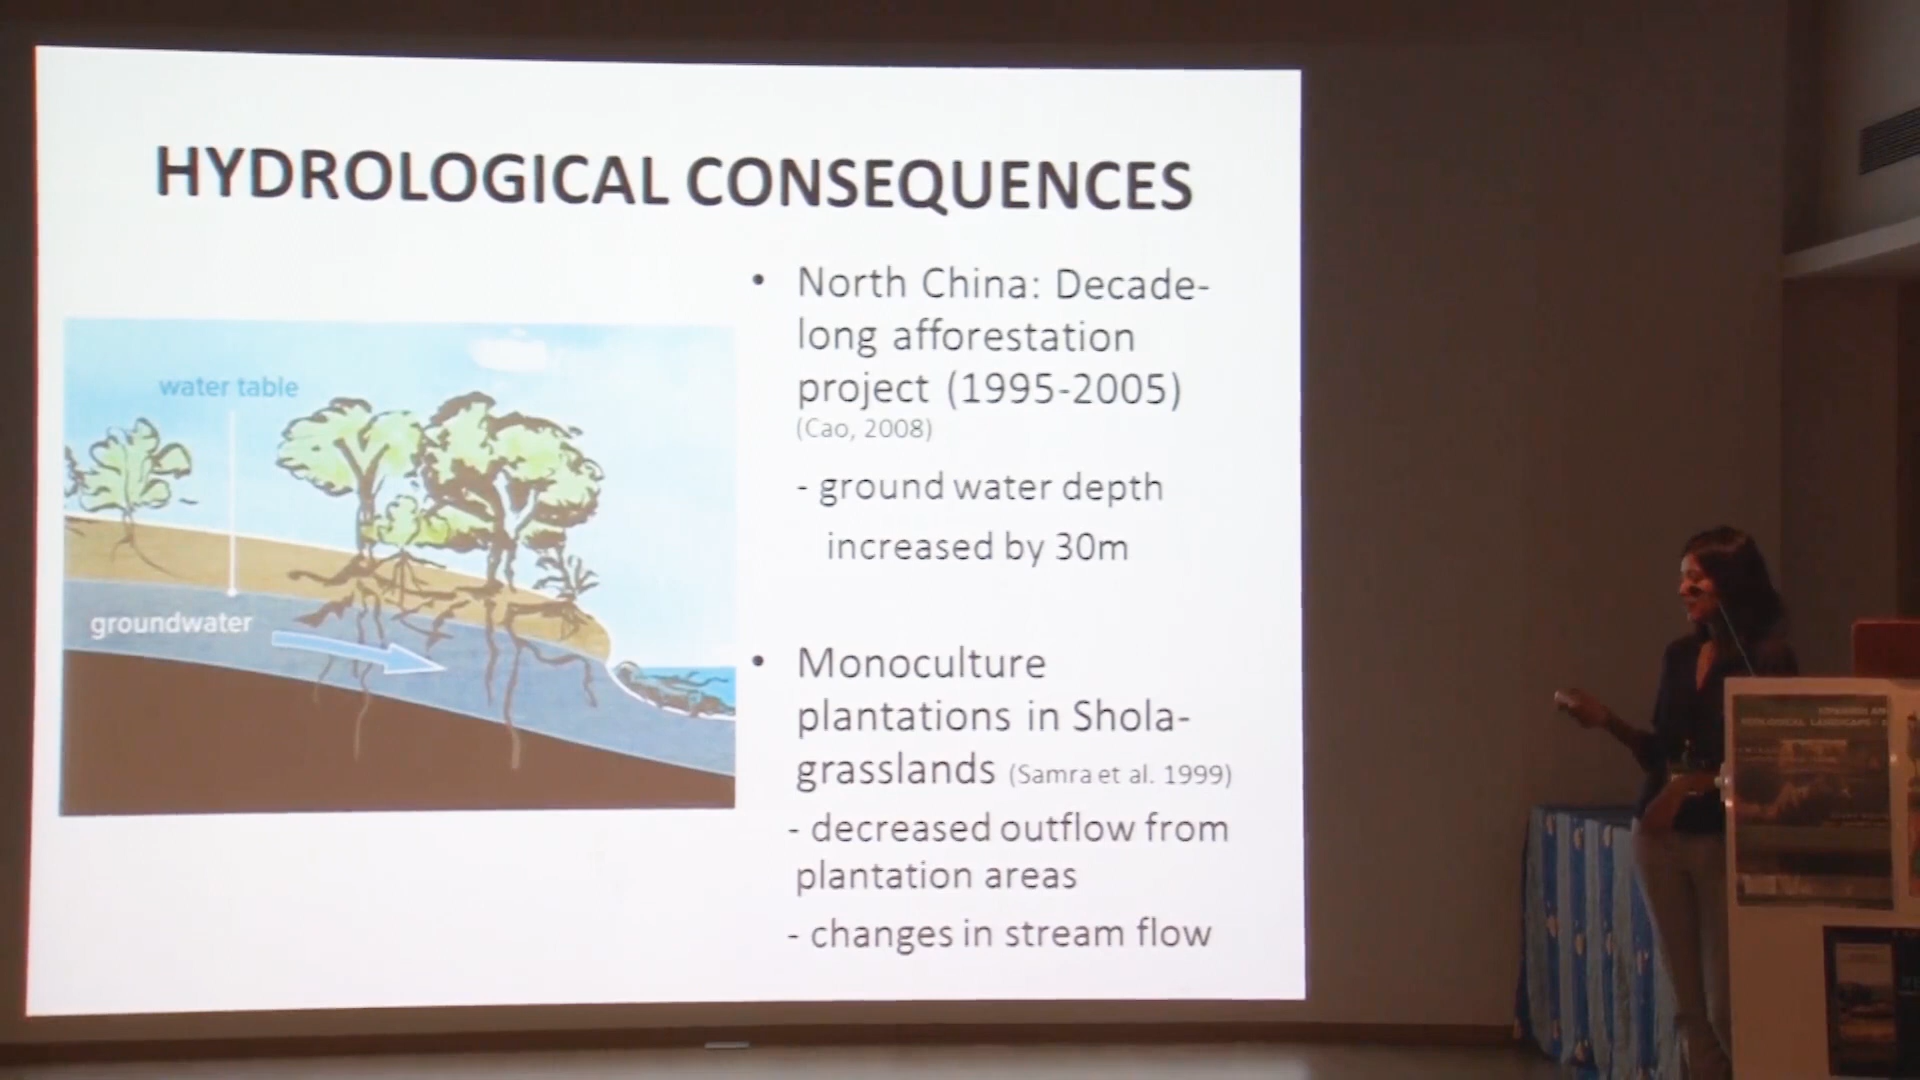 HYDROLOGICAL CONSEQUENCES
water table
groundwater
• North China: Decade-
long afforestation
project (1995-2005)
(Cao, 2008)
- ground water depth
increased by 30m
• Monoculture
plantations in Shola-
grasslands (Samra et al. 1999)
- decreased outflow from
plantation areas
- changes in stream flow